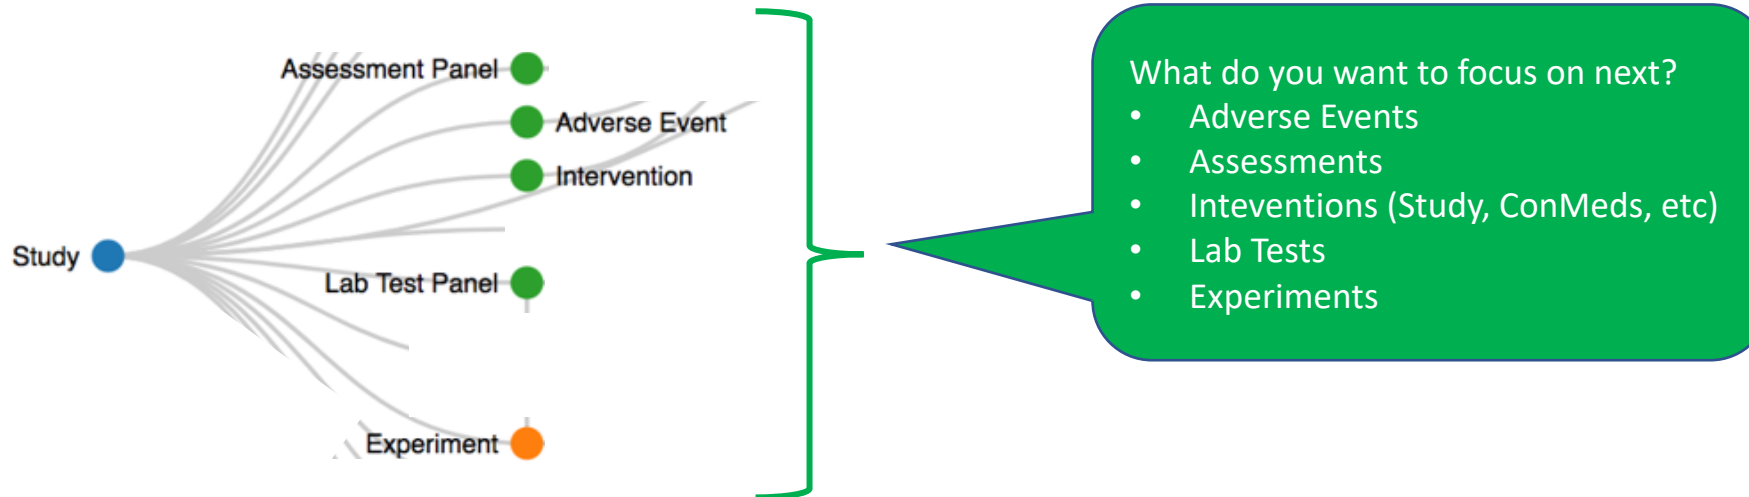 Assessment Panel
Adverse Event
Intervention
Study
Lab Test Panel
Experiment
What do you want to focus on next?
• Adverse Events
• Assessments
• Inteventions (Study, ConMeds, etc)
• Lab Tests
• Experiments